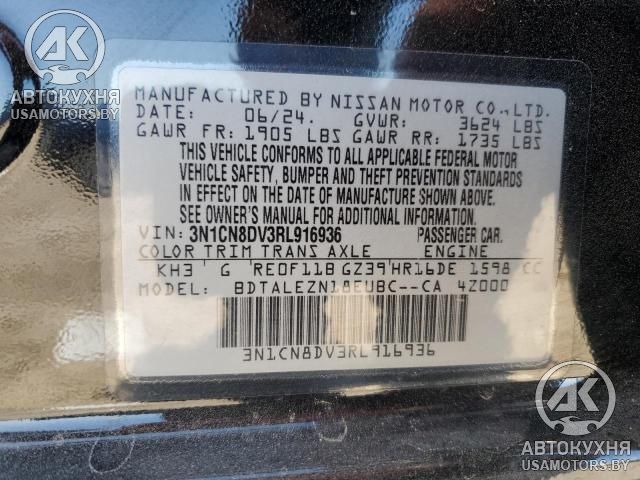 AK
АВТОКУХНЯ
USAMOTORS.BY
MANUFACTURED BY NISSAN MOTOR CO.,LTD.
DATE: 06/24. GVWR: 3624 LBS
GAWR FR: 1905 LBS GAWR RR: 1735 LBS
THIS VEHICLE CONFORMS TO ALL APPLICABLE FEDERAL MOTOR
VEHICLE SAFETY, BUMPER AND THEFT PREVENTION STANDARDS
IN EFFECT ON THE DATE OF MANUFACTURE SHOWN ABOVE.
SEE OWNER'S MANUAL FOR ADDITIONAL INFORMATION.
VIN: 3N1CN8DV3RL916936 PASSENGER CAR.
COLOR TRIM TRANS AXLE ENGINE
KH3 G RE0F11B GZ39 HR16DE 1598 CC
MODEL: BDTALEZN18EUBC--CA 4Z000
3N1CN8DV3RL916936
AK
АВТОКУХНЯ
USAMOTORS.BY